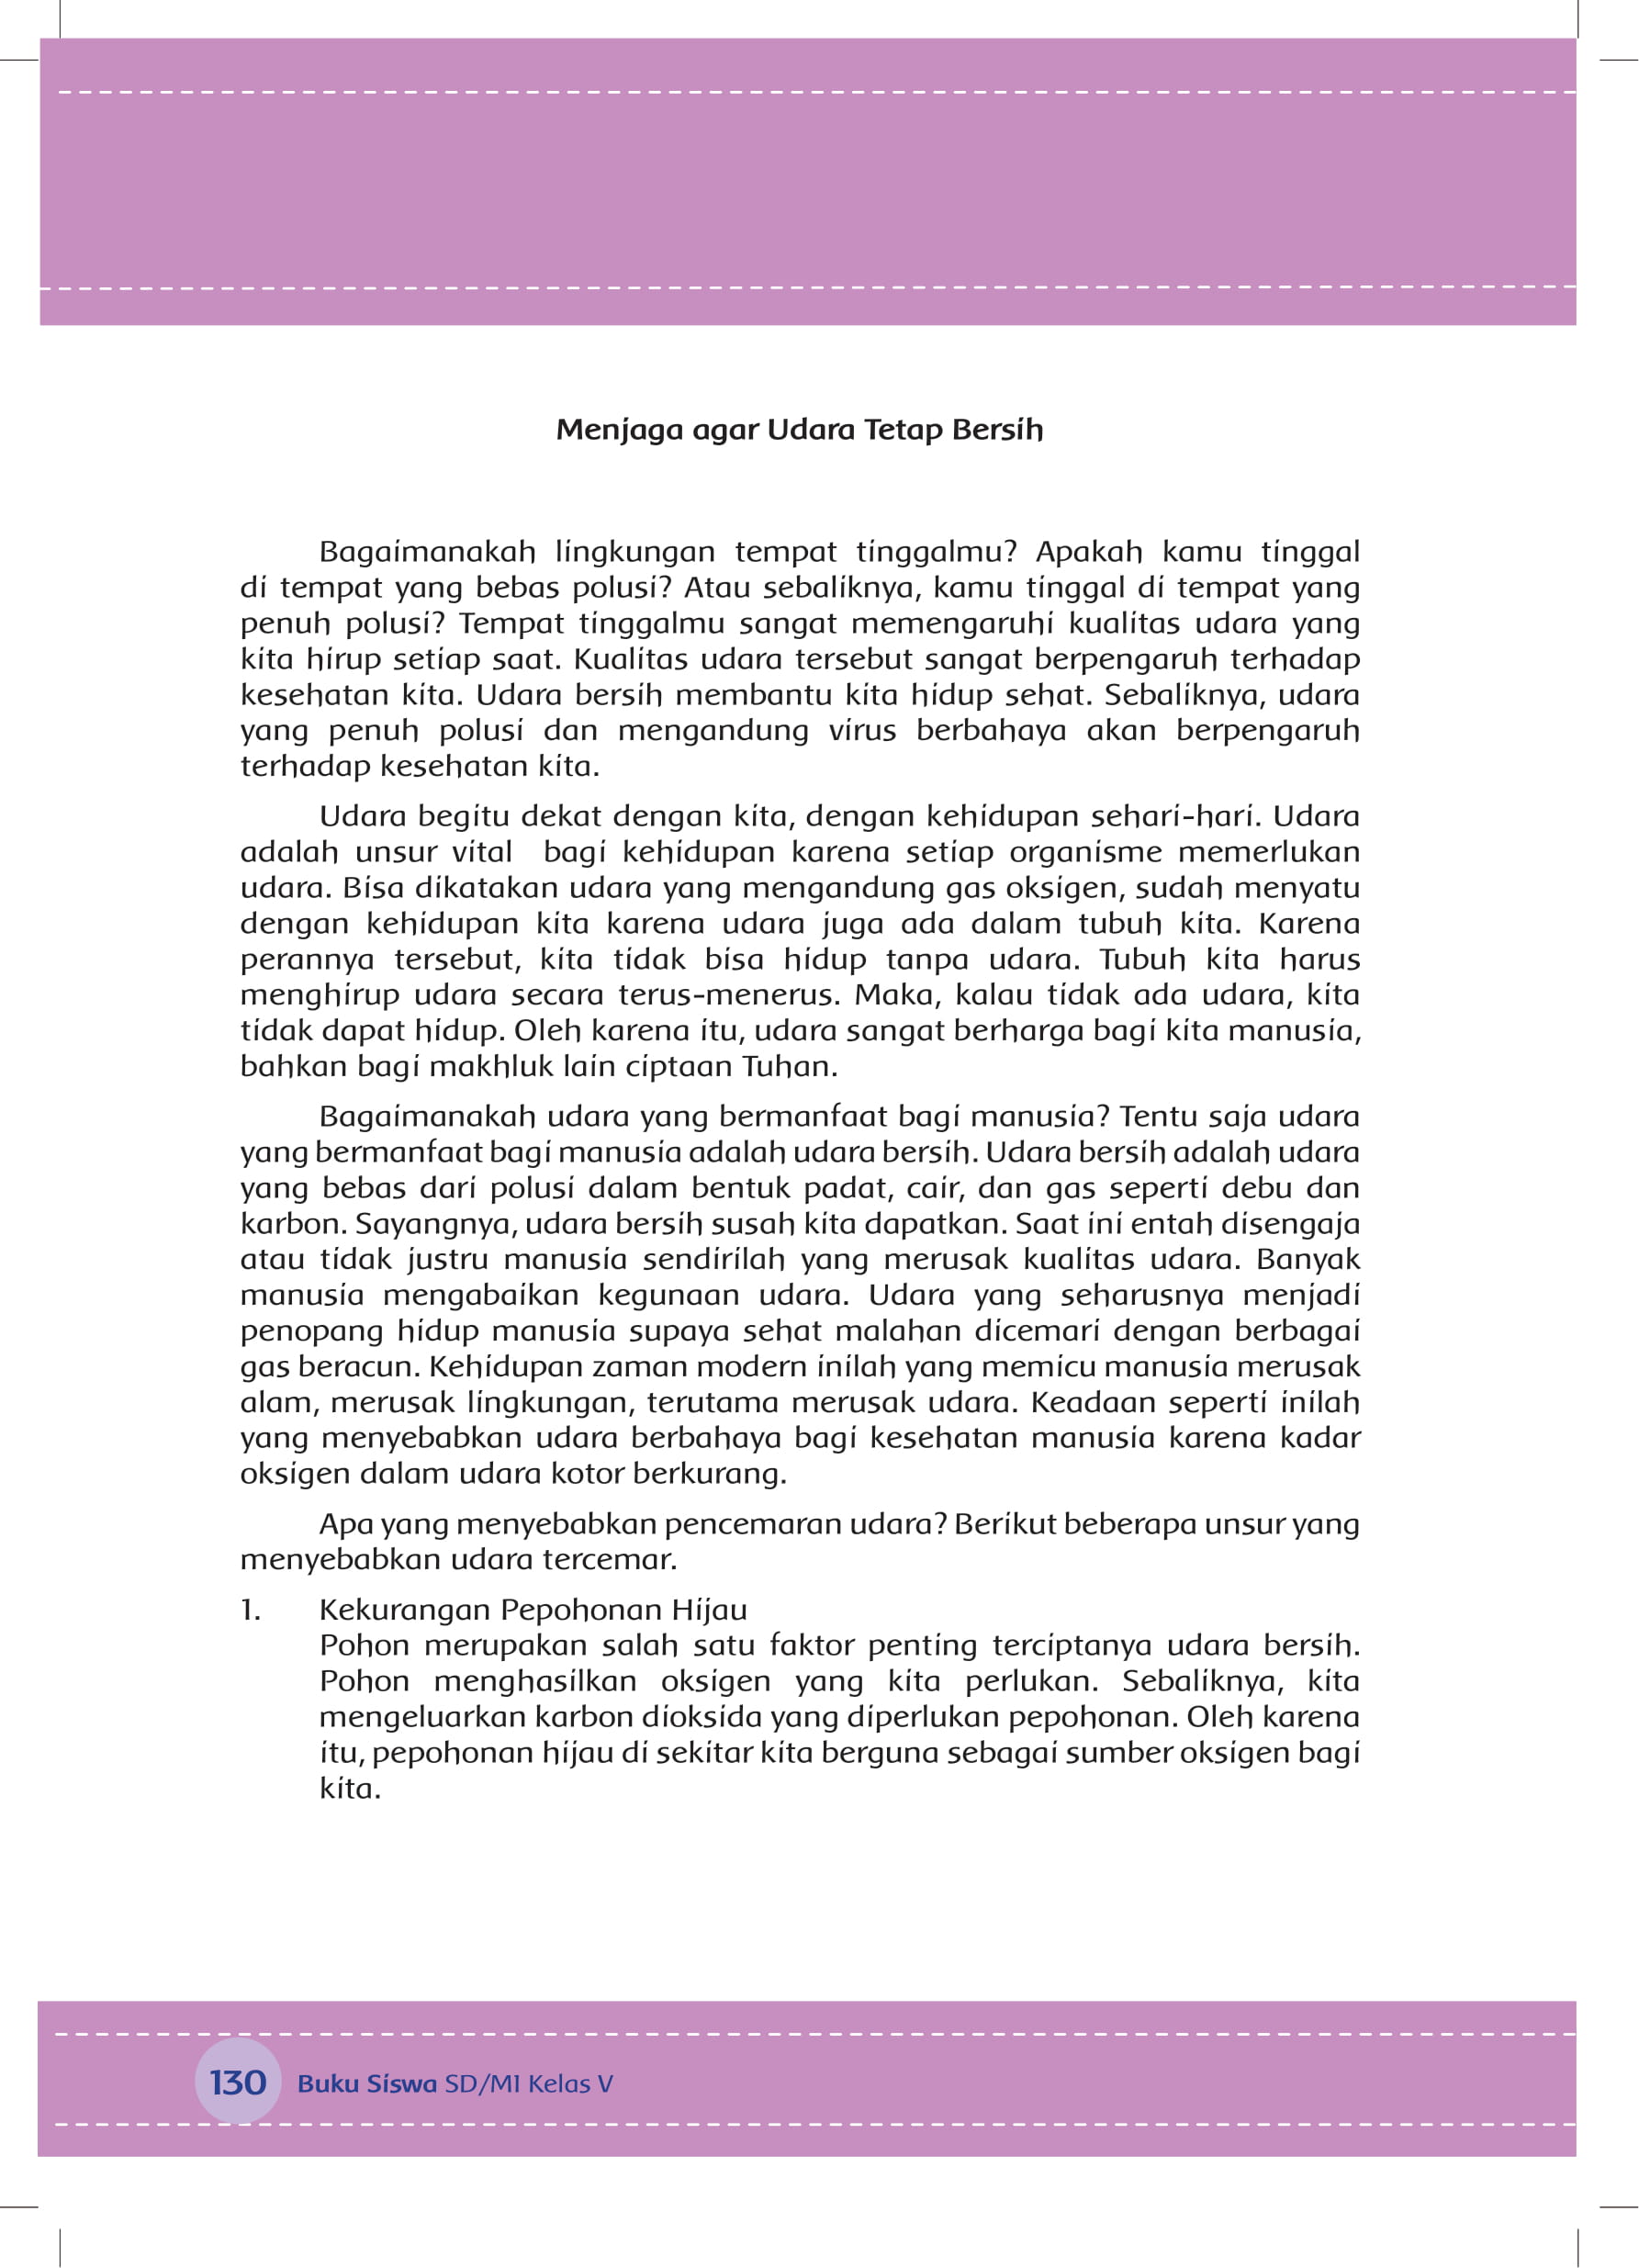 Menjaga agar Udara Tetap Bersih
Bagaimanakah lingkungan tempat tinggalmu? Apakah kamu tinggal
di tempat yang bebas polusi? Atau sebaliknya, kamu tinggal di tempat yang
penuh polusi? Tempat tinggalmu sangat memengaruhi kualitas udara yang
kita hirup setiap saat. Kualitas udara tersebut sangat berpengaruh terhadap
kesehatan kita. Udara bersih membantu kita hidup sehat. Sebaliknya, udara
yang penuh polusi dan mengandung virus berbahaya akan berpengaruh
terhadap kesehatan kita.
Udara begitu dekat dengan kita, dengan kehidupan sehari-hari. Udara
adalah unsur vital bagi kehidupan karena setiap organisme memerlukan
udara. Bisa dikatakan udara yang mengandung gas oksigen, sudah menyatu
dengan kehidupan kita karena udara juga ada dalam tubuh kita. Karena
perannya tersebut, kita tidak bisa hidup tanpa udara. Tubuh kita harus
menghirup udara secara terus-menerus. Maka, kalau tidak ada udara, kita
tidak dapat hidup. Oleh karena itu, udara sangat berharga bagi kita manusia,
bahkan bagi makhluk lain ciptaan Tuhan.
Bagaimanakah udara yang bermanfaat bagi manusia? Tentu saja udara
yang bermanfaat bagi manusia adalah udara bersih. Udara bersih adalah udara
yang bebas dari polusi dalam bentuk padat, cair, dan gas seperti debu dan
karbon. Sayangnya, udara bersih susah kita dapatkan. Saat ini entah disengaja
atau tidak justru manusia sendirilah yang merusak kualitas udara. Banyak
manusia mengabaikan kegunaan udara. Udara yang seharusnya menjadi
penopang hidup manusia supaya sehat malahan dicemari dengan berbagai
gas beracun. Kehidupan zaman modern inilah yang memicu manusia merusak
alam, merusak lingkungan, terutama merusak udara. Keadaan seperti inilah
yang menyebabkan udara berbahaya bagi kesehatan manusia karena kadar
oksigen dalam udara kotor berkurang.
Apa yang menyebabkan pencemaran udara? Berikut beberapa unsur yang
menyebabkan udara tercemar.
1. Kekurangan Pepohonan Hijau
Pohon merupakan salah satu faktor penting terciptanya udara bersih.
Pohon menghasilkan oksigen yang kita perlukan. Sebaliknya, kita
mengeluarkan karbon dioksida yang diperlukan pepohonan. Oleh karena
itu, pepohonan hijau di sekitar kita berguna sebagai sumber oksigen bagi
kita.
130 Buku Siswa SD/MI Kelas V